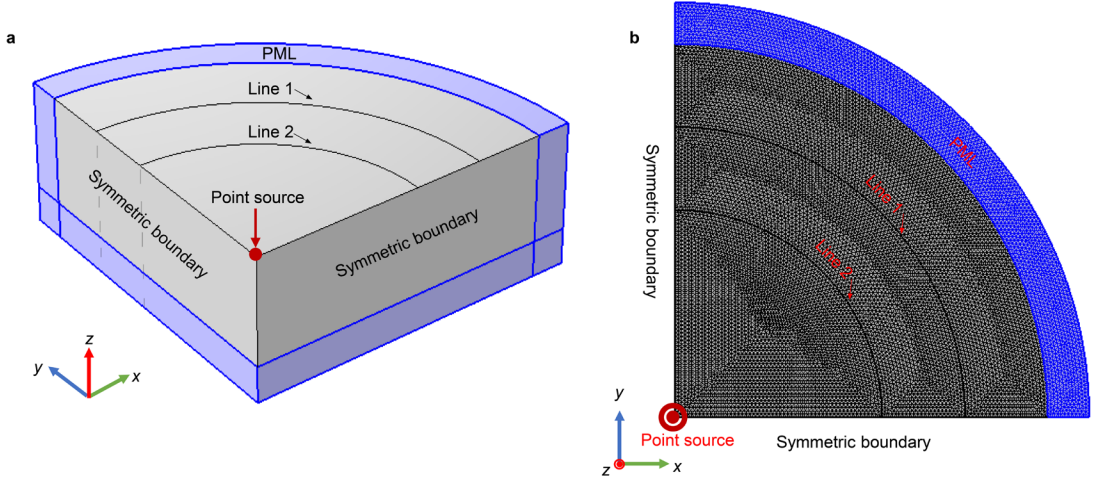 a
PML
Line 1
Line 2
Point source
Symmetric boundary
Symmetric boundary
z
y
x
b
PML
Line 1
Line 2
Symmetric boundary
y
Point source
Symmetric boundary
z
x